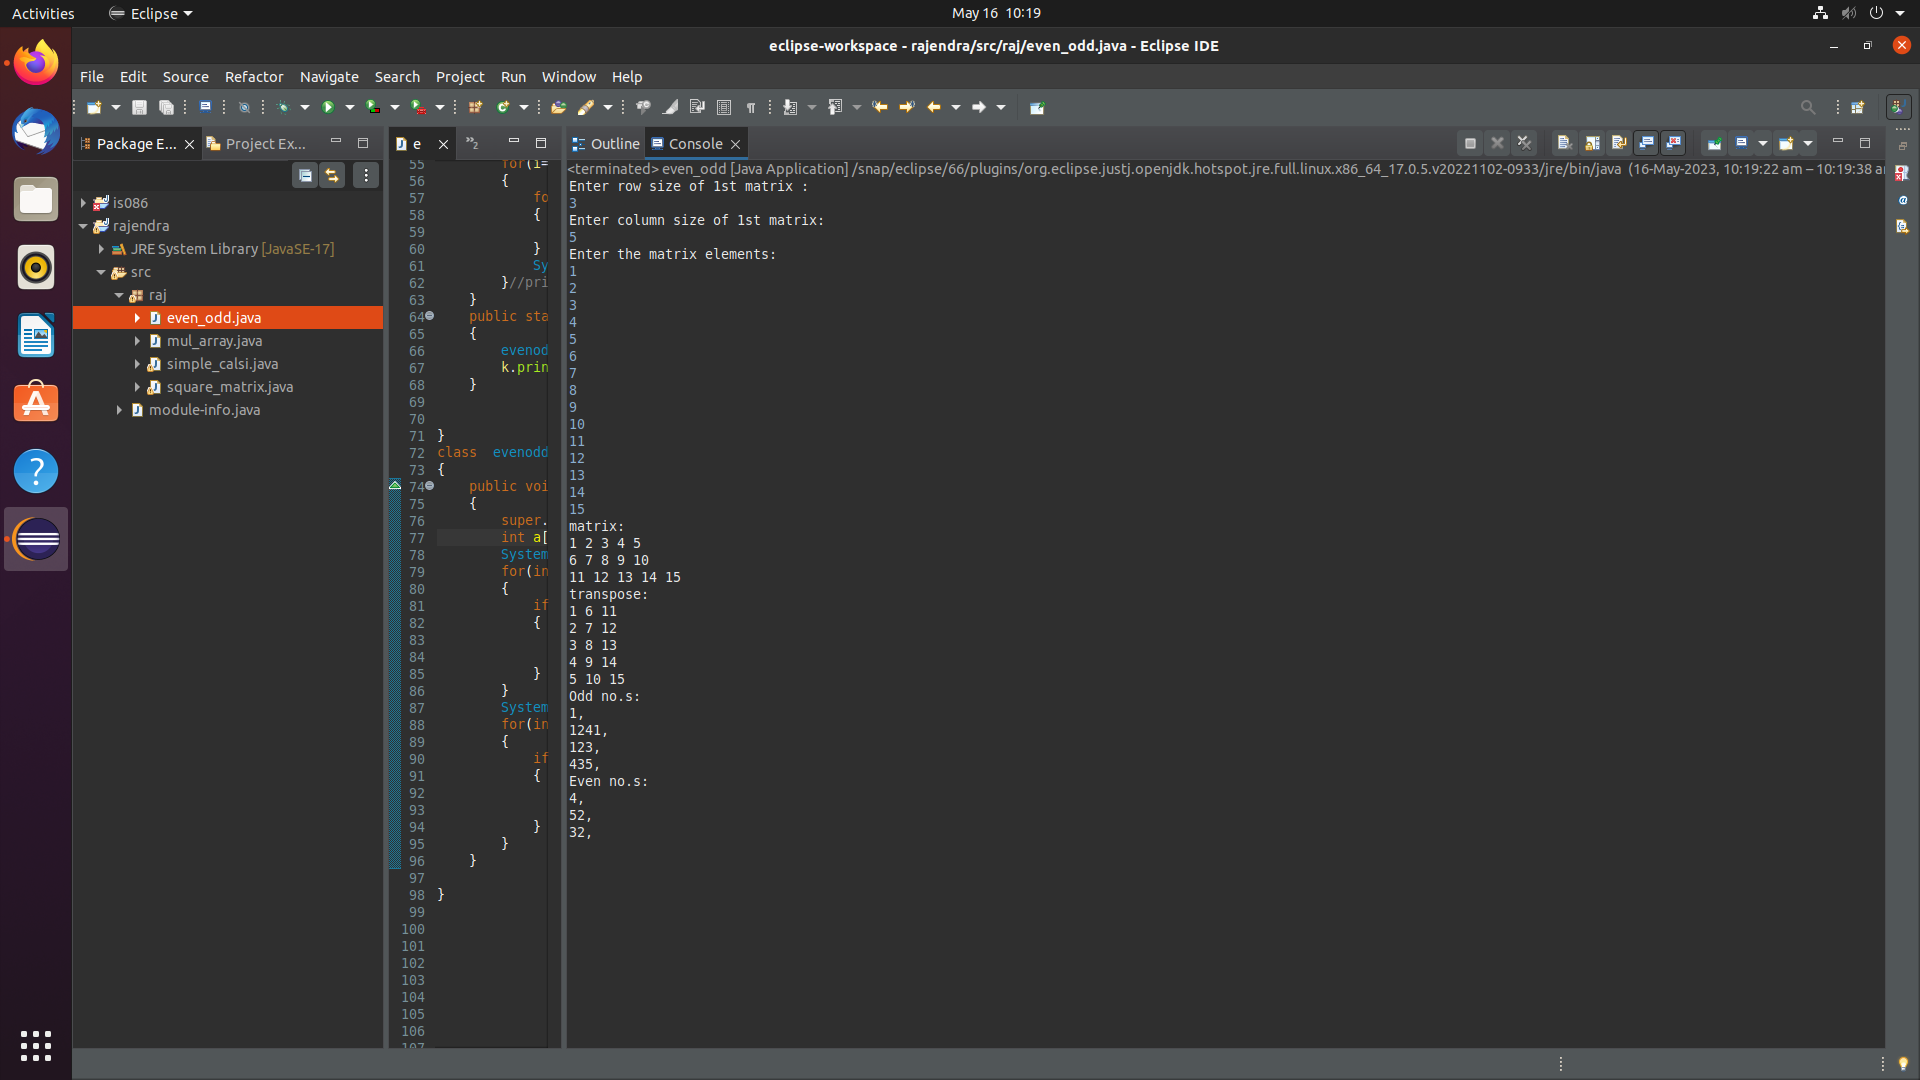 Activities
Eclipse
May 16 10:19
eclipse-workspace - rajendra/src/raj/even_odd.java - Eclipse IDE
File Edit Source Refactor Navigate Search Project Run Window Help
Package E...
Project Ex...
is086
rajendra
JRE System Library [JavaSE-17]
src
raj
even_odd.java
mul_array.java
simple_calsi.java
square_matrix.java
module-info.java
e
»2
55 for(i=
56 {
57 fo
58 {
59
60 }
61 Sy
62 }//pri
63 }
64 public sta
65 {
66 evenod
67 k.prin
68 }
69
70
71 }
72 class evenodd
73 {
74 public voi
75 {
76 super.
77 int a[
78 System
79 for(in
80 {
81 if
82 {
83
84
85 }
86 }
87 System
88 for(in
89 {
90 if
91 {
92
93
94 }
95 }
96 }
97
98 }
99
100
101
102
103
104
105
106
107
Outline
Console
<terminated> even_odd [Java Application] /snap/eclipse/66/plugins/org.eclipse.justj.openjdk.hotspot.jre.full.linux.x86_64_17.0.5.v20221102-0933/jre/bin/java (16-May-2023, 10:19:22 am – 10:19:38 a
Enter row size of 1st matrix :
3
Enter column size of 1st matrix:
5
Enter the matrix elements:
1
2
3
4
5
6
7
8
9
10
11
12
13
14
15
matrix:
1 2 3 4 5
6 7 8 9 10
11 12 13 14 15
transpose:
1 6 11
2 7 12
3 8 13
4 9 14
5 10 15
Odd no.s:
1,
1241,
123,
435,
Even no.s:
4,
52,
32,